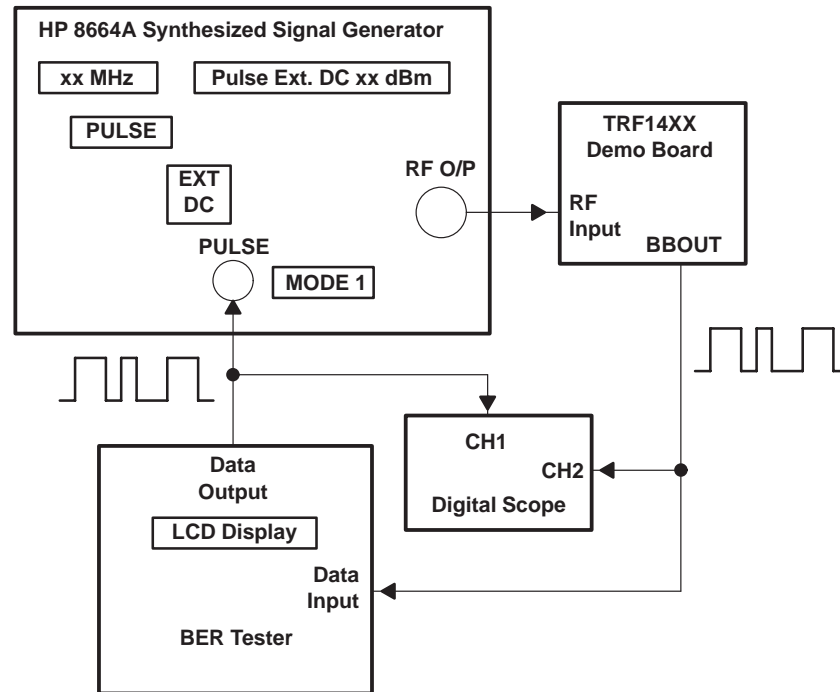 HP 8664A Synthesized Signal Generator
xx MHz
Pulse Ext. DC xx dBm
PULSE
EXT
DC
RF O/P
PULSE
MODE 1
TRF14XX
Demo Board
RF
Input
BBOUT
CH1
CH2
Digital Scope
Data
Output
LCD Display
Data
Input
BER Tester